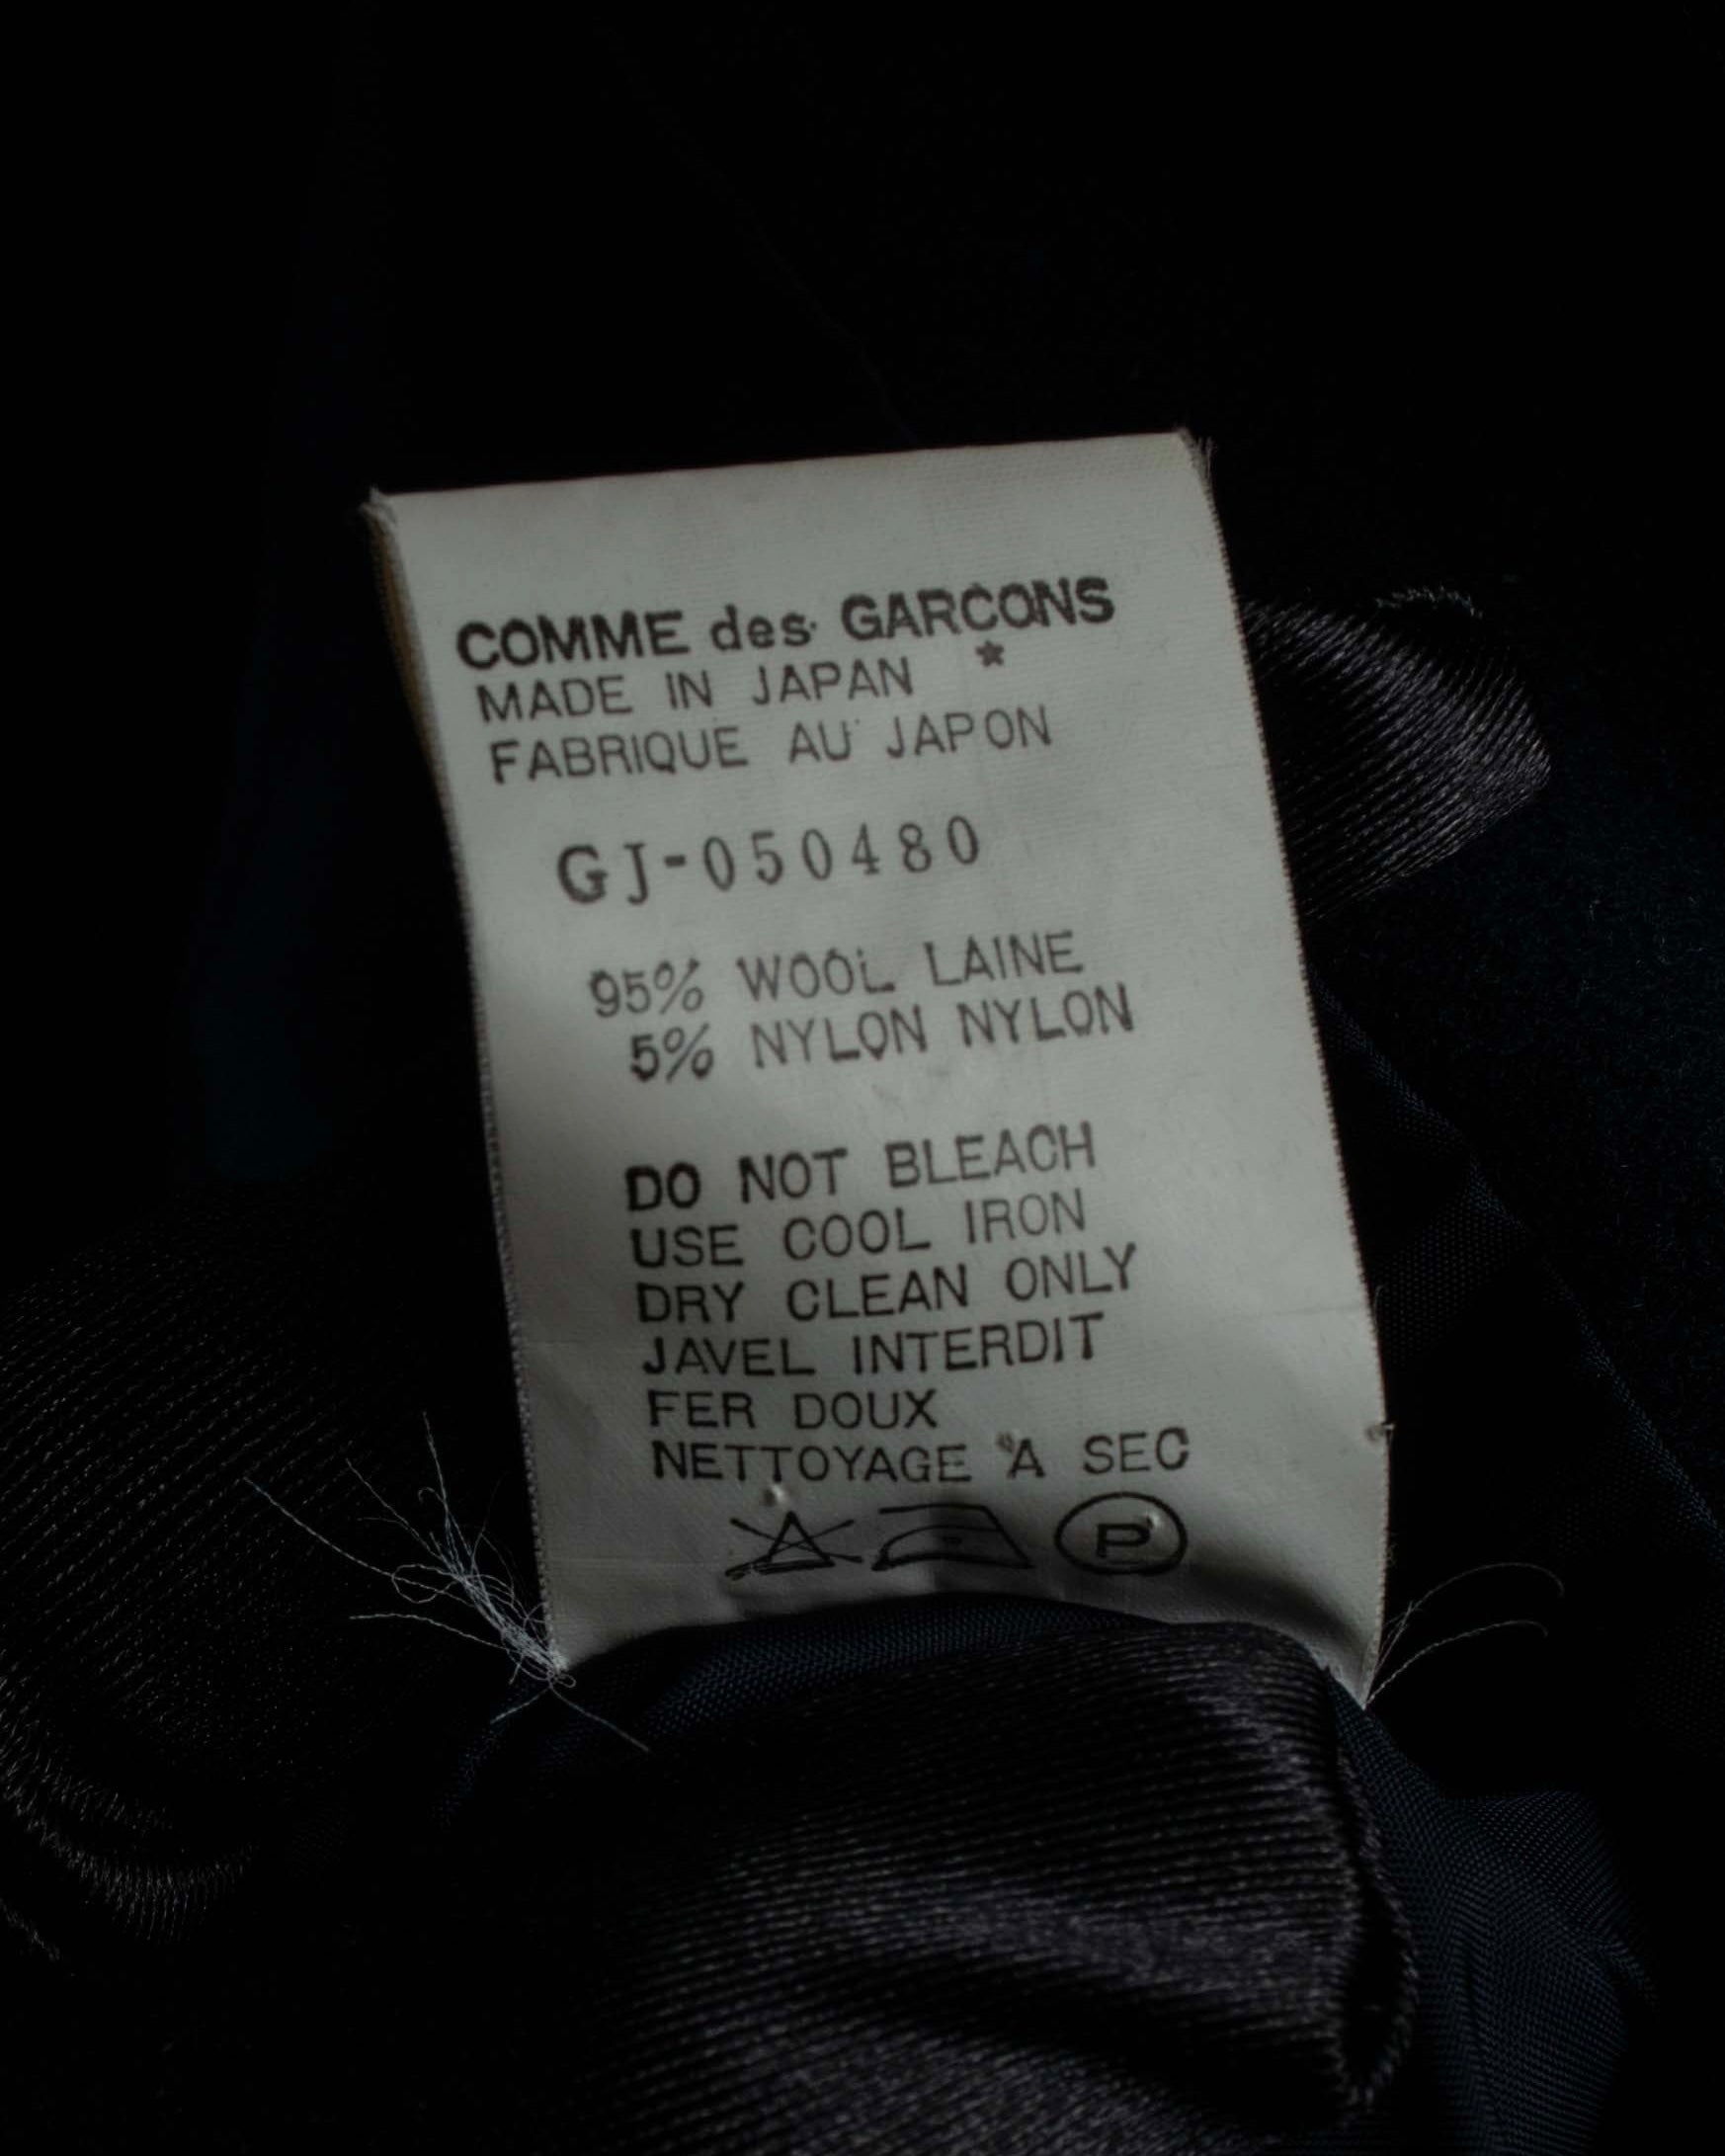 COMME des GARCONS
★
MADE IN JAPAN
FABRIQUE AU JAPON
GJ-050480
95% WOOL LAINE
5% NYLON NYLON
DO NOT BLEACH
USE COOL IRON
DRY CLEAN ONLY
JAVEL INTERDIT
FER DOUX
NETTOYAGE A SEC
P